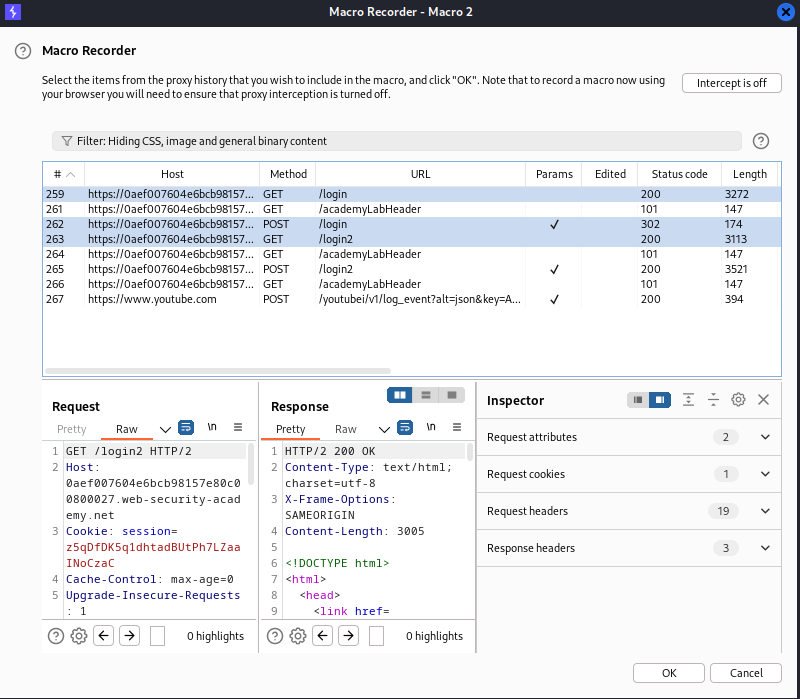 Macro Recorder - Macro 2
Macro Recorder
Select the items from the proxy history that you wish to include in the macro, and click "OK". Note that to record a macro now using
your browser you will need to ensure that proxy interception is turned off.
Intercept is off
Filter: Hiding CSS, image and general binary content
# Host Method URL Params Edited Status code Length
259 https://0aef007604e6bcb98157... GET /login 200 3272
261 https://0aef007604e6bcb98157... GET /academyLabHeader 101 147
262 https://0aef007604e6bcb98157... POST /login ✓ 302 174
263 https://0aef007604e6bcb98157... GET /login2 200 3113
264 https://0aef007604e6bcb98157... GET /academyLabHeader 101 147
265 https://0aef007604e6bcb98157... POST /login2 ✓ 200 3521
266 https://0aef007604e6bcb98157... GET /academyLabHeader 101 147
267 https://www.youtube.com POST /youtubei/v1/log_event?alt=json&key=A... ✓ 200 394
Request
Pretty Raw \n
1 GET /login2 HTTP/2
2 Host:
0aef007604e6bcb98157e80c0
0800027.web-security-acad
emy.net
3 Cookie: session=
z5qDfDK5q1dhtadBUtPh7LZaa
INoCzaC
4 Cache-Control: max-age=0
5 Upgrade-Insecure-Requests
: 1
0 highlights
Response
Pretty Raw \n
1 HTTP/2 200 OK
2 Content-Type: text/html;
charset=utf-8
3 X-Frame-Options:
SAMEORIGIN
4 Content-Length: 3005
5
6 <!DOCTYPE html>
7 <html>
8 <head>
9 <link href=
0 highlights
Inspector
Request attributes 2
Request cookies 1
Request headers 19
Response headers 3
OK Cancel